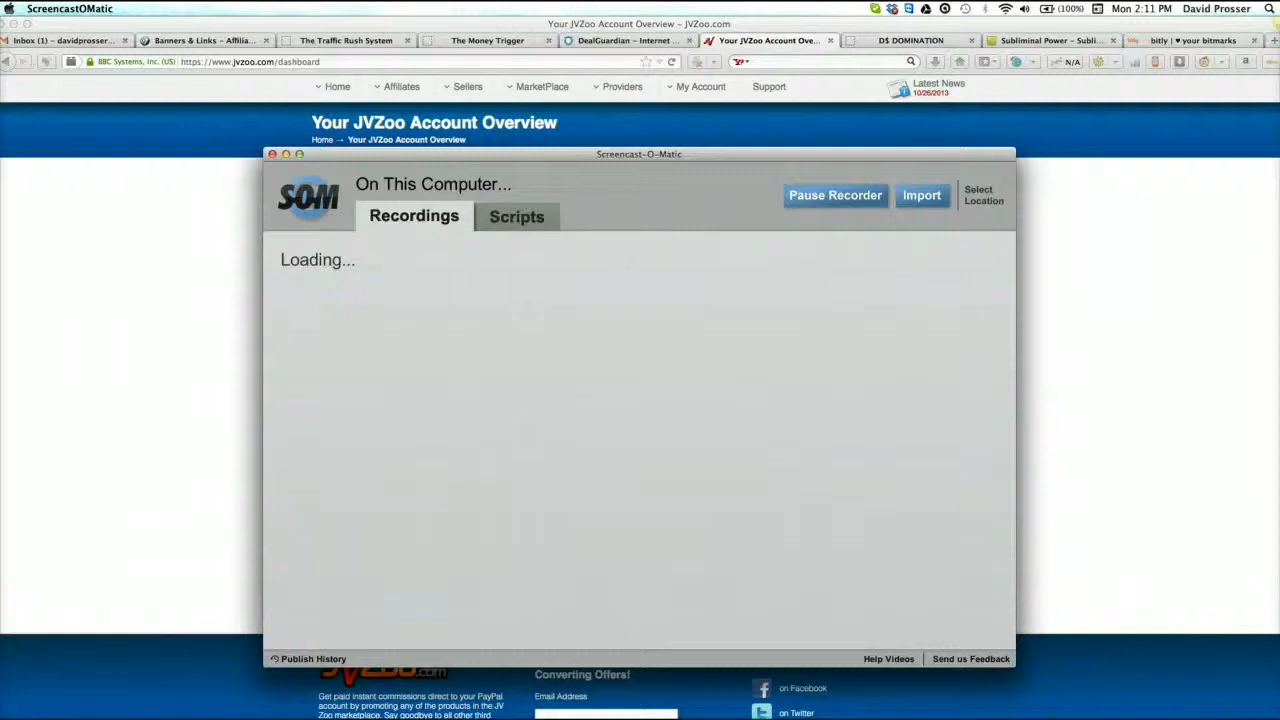 ScreencastOMatic
(100%)
Mon 2:11 PM
David Prosser
Your JVZoo Account Overview – JVZoo.com
Inbox (1) – davidprosser...
Banners & Links – Affilia...
The Traffic Rush System
The Money Trigger
DealGuardian – Internet ...
Your JVZoo Account Ove...
D$ DOMINATION
Subliminal Power – Subli...
bitly | ♥ your bitmarks
BBC Systems, Inc. (US)
https://www.jvzoo.com/dashboard
N/A
Home
Affiliates
Sellers
MarketPlace
Providers
My Account
Support
Latest News
10/26/2013
Your JVZoo Account Overview
Home → Your JVZoo Account Overview
Screencast-O-Matic
SOM
On This Computer...
Pause Recorder
Import
Select
Location
Recordings
Scripts
Loading...
Publish History
Help Videos
Send us Feedback
JVZoo.com
Get paid instant commissions direct to your PayPal
account by promoting any of the products in the JV
Zoo marketplace. Say goodbye to all other third
Converting Offers!
Email Address
on Facebook
on Twitter